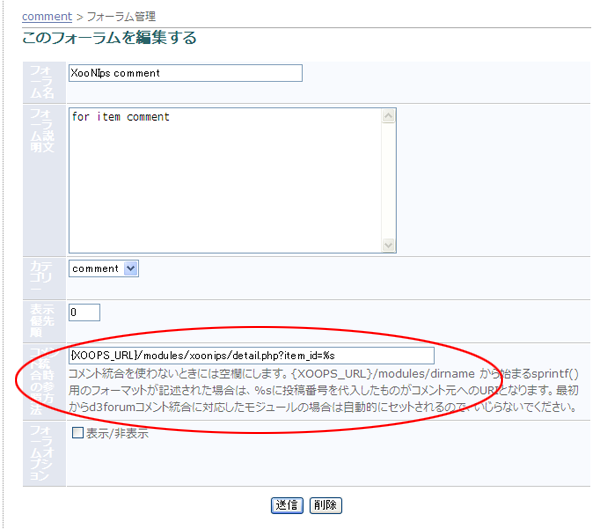 comment > フォーラム管理
このフォーラムを編集する
フォーラム名
XooNIps comment
フォーラム説明文
for item comment
カテゴリー
comment
表示優先順
0
コメント統合時の参照方法
{XOOPS_URL}/modules/xoonips/detail.php?item_id=%s
コメント統合を使わないときには空欄にします。{XOOPS_URL}/modules/dirname から始まるsprintf()
用のフォーマットが記述された場合は、%sに投稿番号を代入したものがコメント元へのURIとなります。最初
からd3forumコメント統合に対応したモジュールの場合は自動的にセットされるので、いじらないでください。
フォーラムオプション
表示/非表示
送信 削除